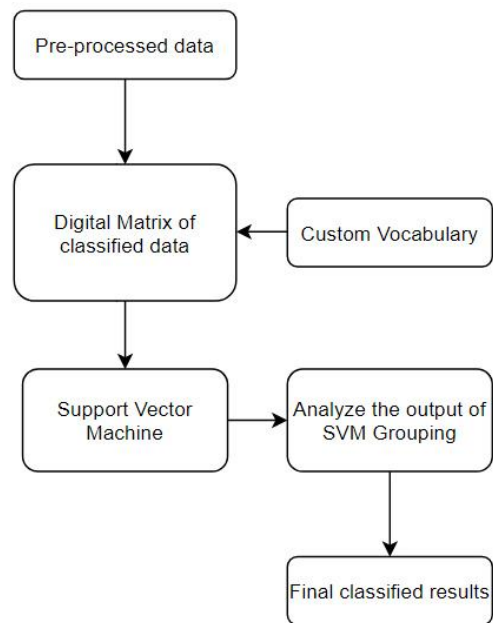 Pre-processed data
Digital Matrix of
classified data
Custom Vocabulary
Support Vector
Machine
Analyze the output of
SVM Grouping
Final classified results